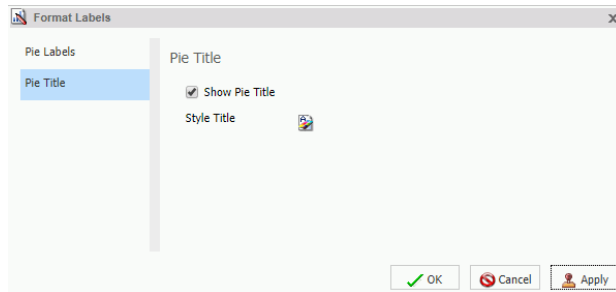 Format Labels
x
Pie Labels
Pie Title
Pie Title
Show Pie Title
Style Title
OK
Cancel
Apply